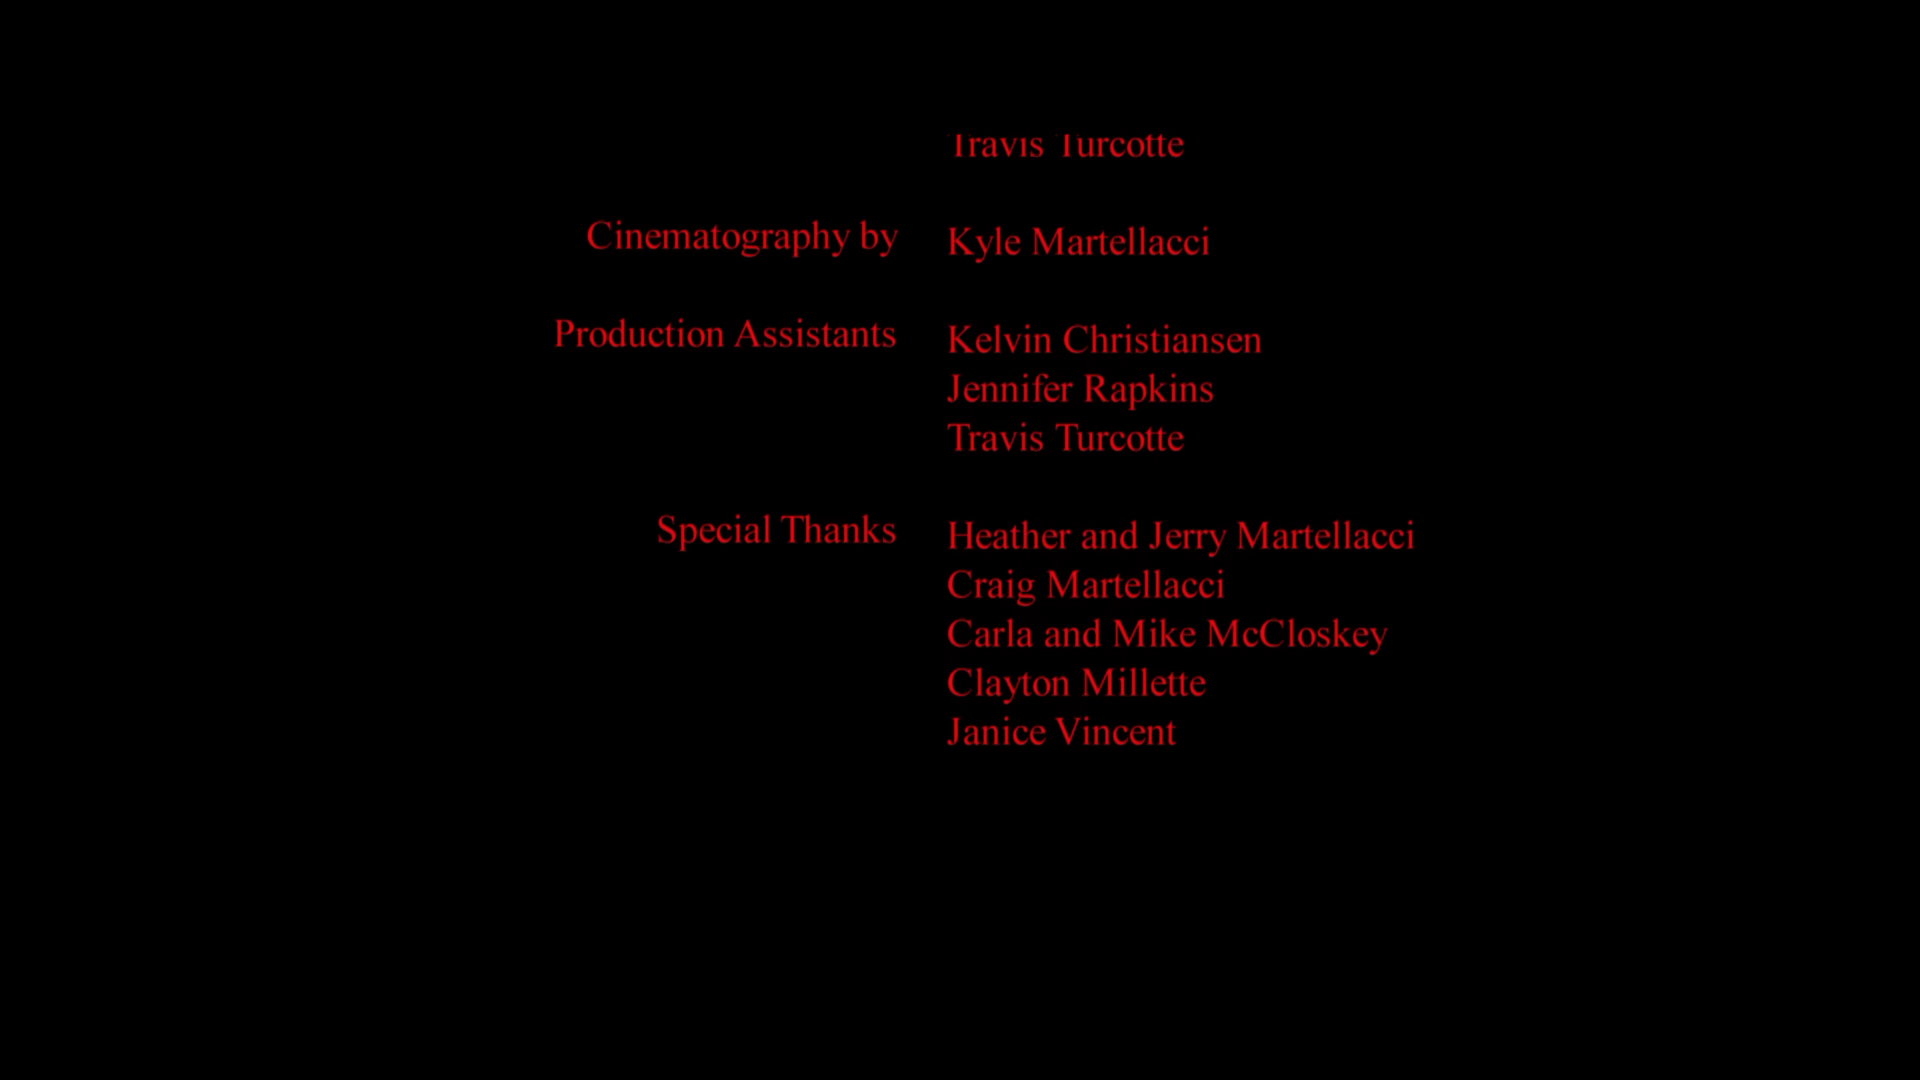 Travis Turcotte
Cinematography by Kyle Martellacci
Production Assistants Kelvin Christiansen
Jennifer Rapkins
Travis Turcotte
Special Thanks Heather and Jerry Martellacci
Craig Martellacci
Carla and Mike McCloskey
Clayton Millette
Janice Vincent